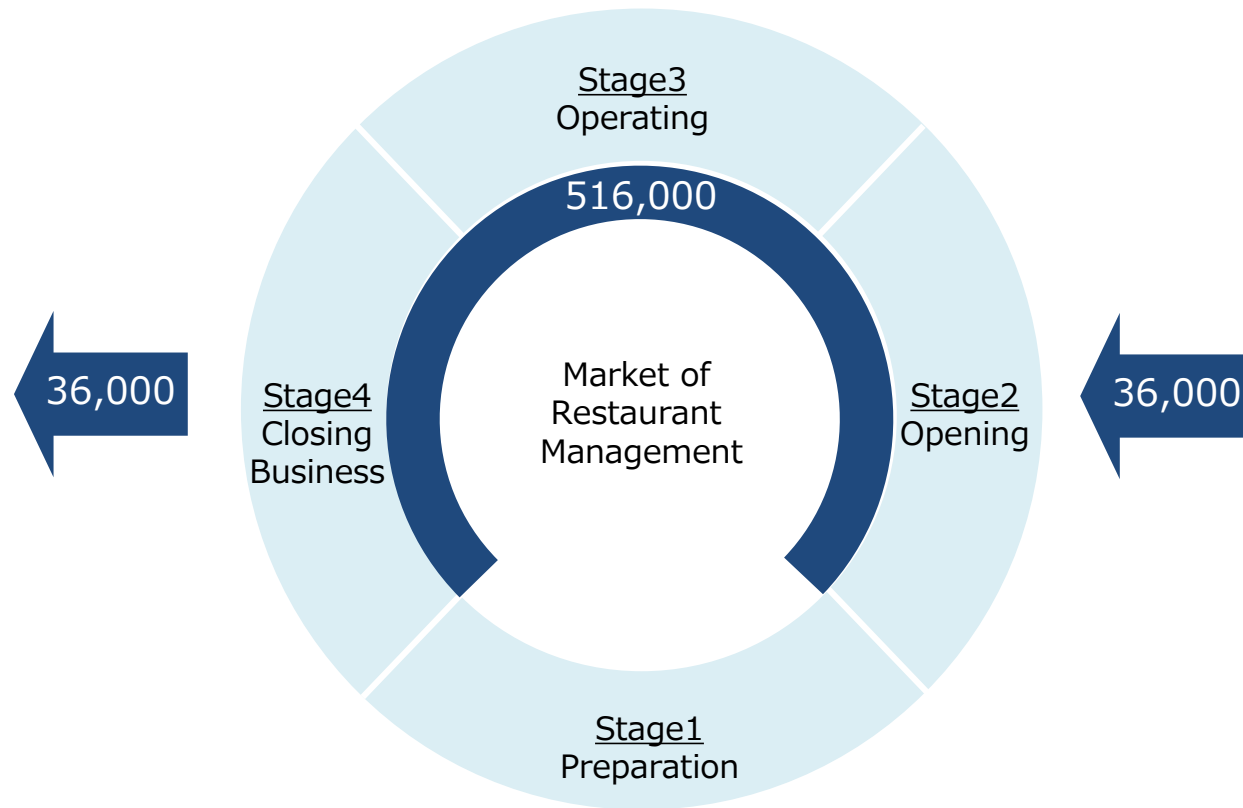 Stage3
Operating
516,000
36,000
Stage4
Closing
Business
Market of
Restaurant
Management
Stage2
Opening
36,000
Stage1
Preparation